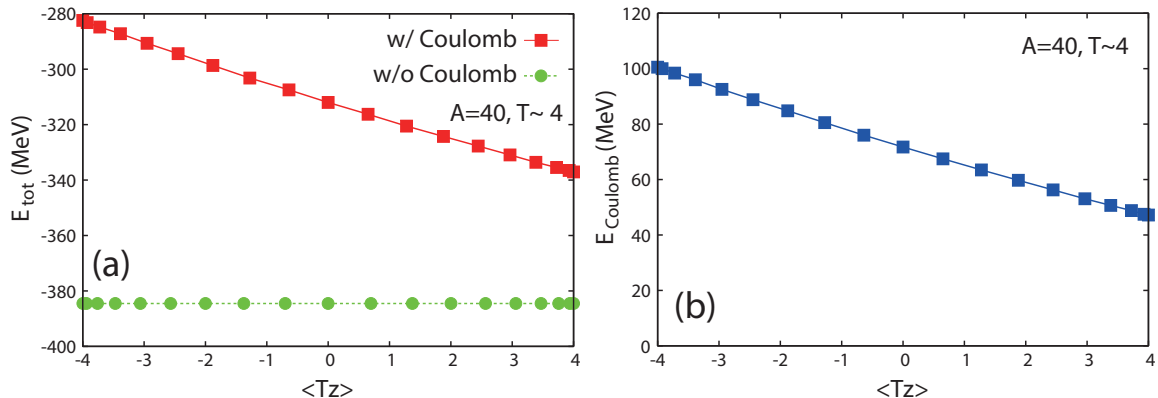 -280
-300
-320
-340
-360
-380
-400
E_tot (MeV)
w/ Coulomb
w/o Coulomb
A=40, T~ 4
(a)
-4 -3 -2 -1 0 1 2 3 4
<Tz>
120
100
80
60
40
20
0
E_Coulomb (MeV)
A=40, T~ 4
(b)
-4 -3 -2 -1 0 1 2 3 4
<Tz>